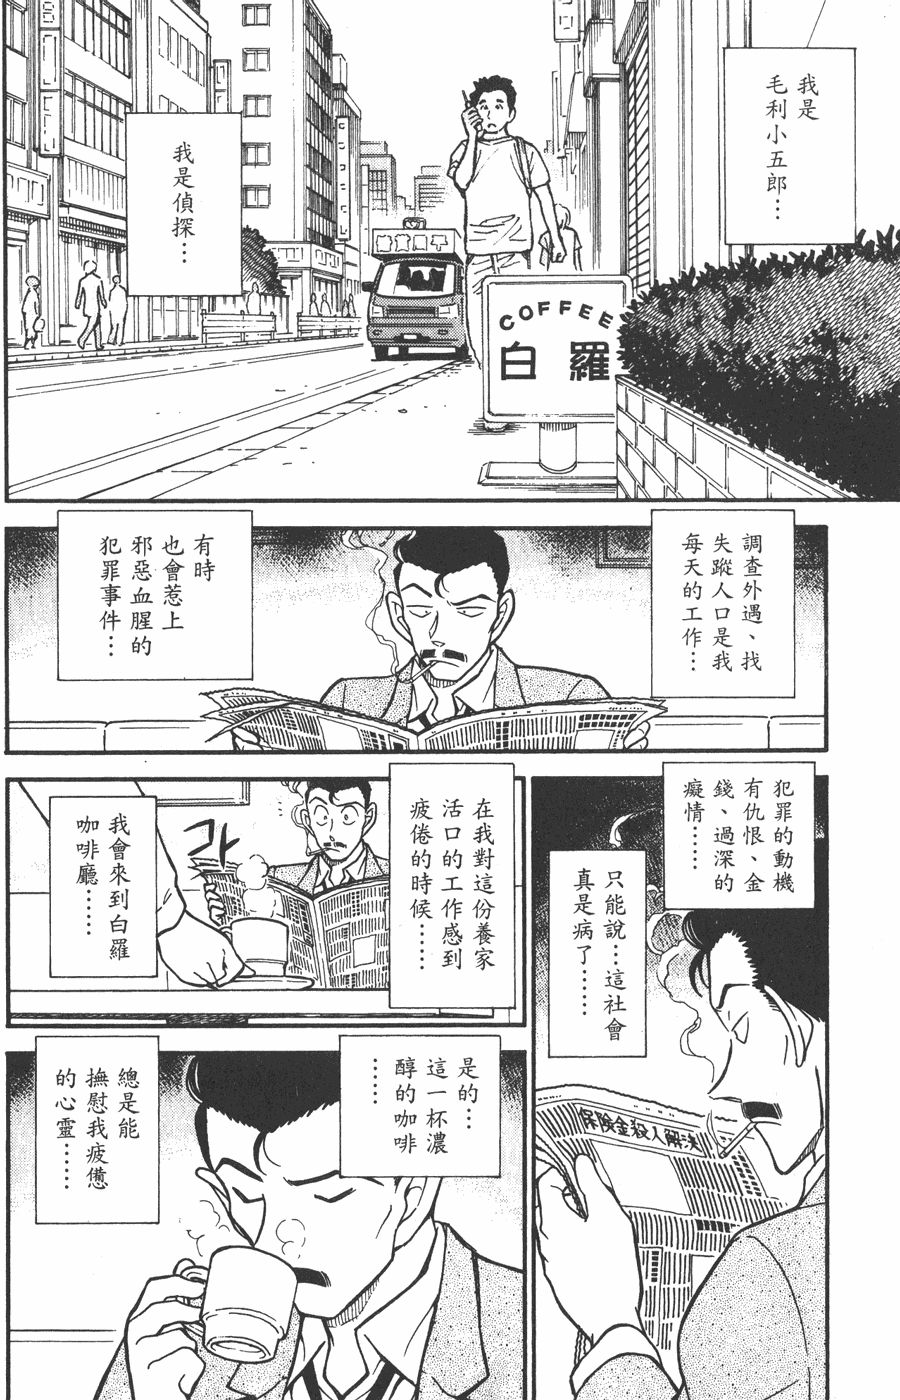 我是
毛利小五郎…
我是偵探…
COFFEE
白羅
調查外遇、找
失蹤人口是我
每天的工作…
有時
也會惹上
邪惡血腥的
犯罪事件…
犯罪的動機
有仇恨、金
錢、過深的
癡情……
只能說…這社會
真是病了……
保険金殺人解決
在我對這份養家
活口的工作感到
疲倦的時候……
我會來到白羅
咖啡廳……
是的…
這一杯濃
醇的咖啡
……
總是能
撫慰我疲憊
的心靈……